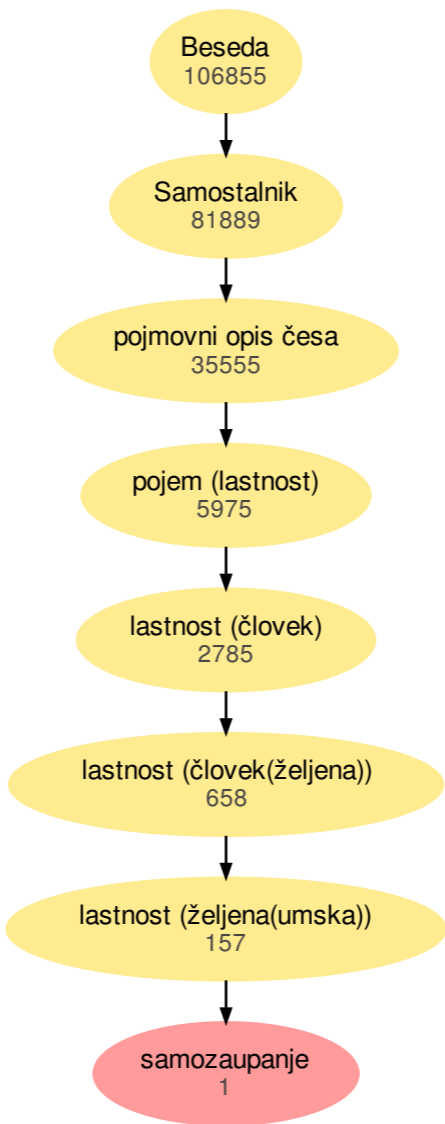 Beseda
106855
Samostalnik
81889
pojmovni opis česa
35555
pojem (lastnost)
5975
lastnost (človek)
2785
lastnost (človek(željena))
658
lastnost (željena(umska))
157
samozaupanje
1